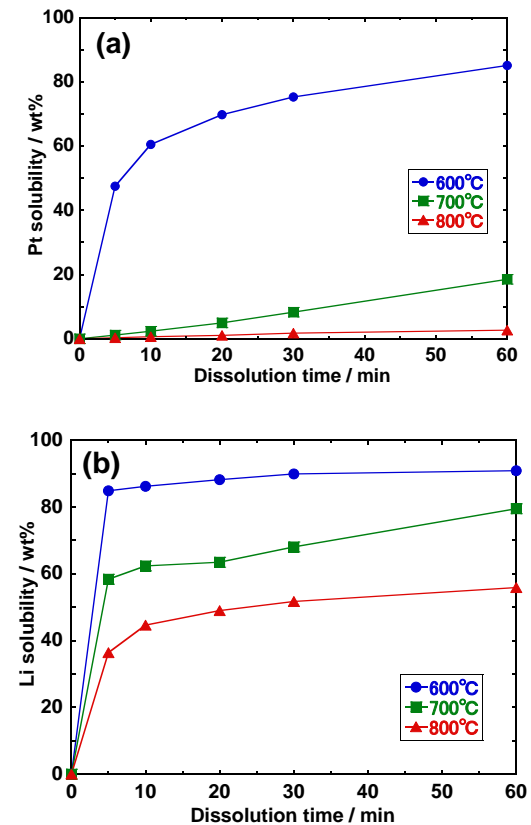 (a)
100
80
60
40
20
0
Pt solubility / wt%
600°C
700°C
800°C
0 10 20 30 40 50 60
Dissolution time / min
(b)
100
80
60
40
20
0
Li solubility / wt%
600°C
700°C
800°C
0 10 20 30 40 50 60
Dissolution time / min